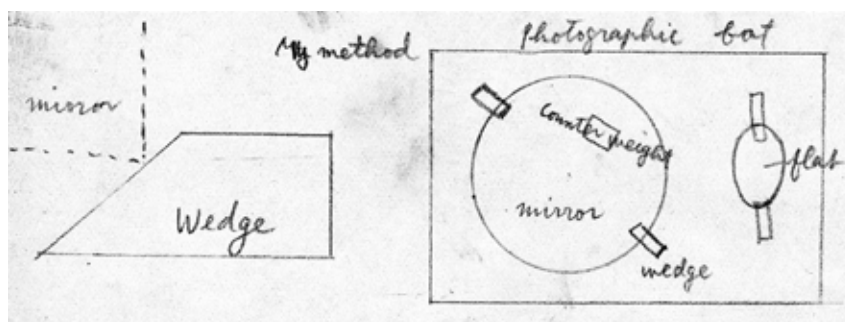 My method
mirror
Wedge
Photographic bat
Counter weight
mirror
flat
wedge